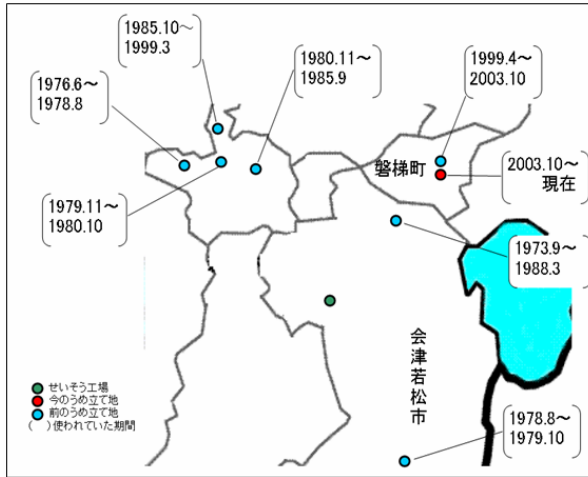 1985.10～
1999.3
1976.6～
1978.8
1980.11～
1985.9
1999.4～
2003.10
磐梯町
2003.10～
現在
1979.11～
1980.10
1973.9～
1988.3
会津若松市
せいそう工場
今のうめ立て地
前のうめ立て地
(　)使われていた期間
1978.8～
1979.10